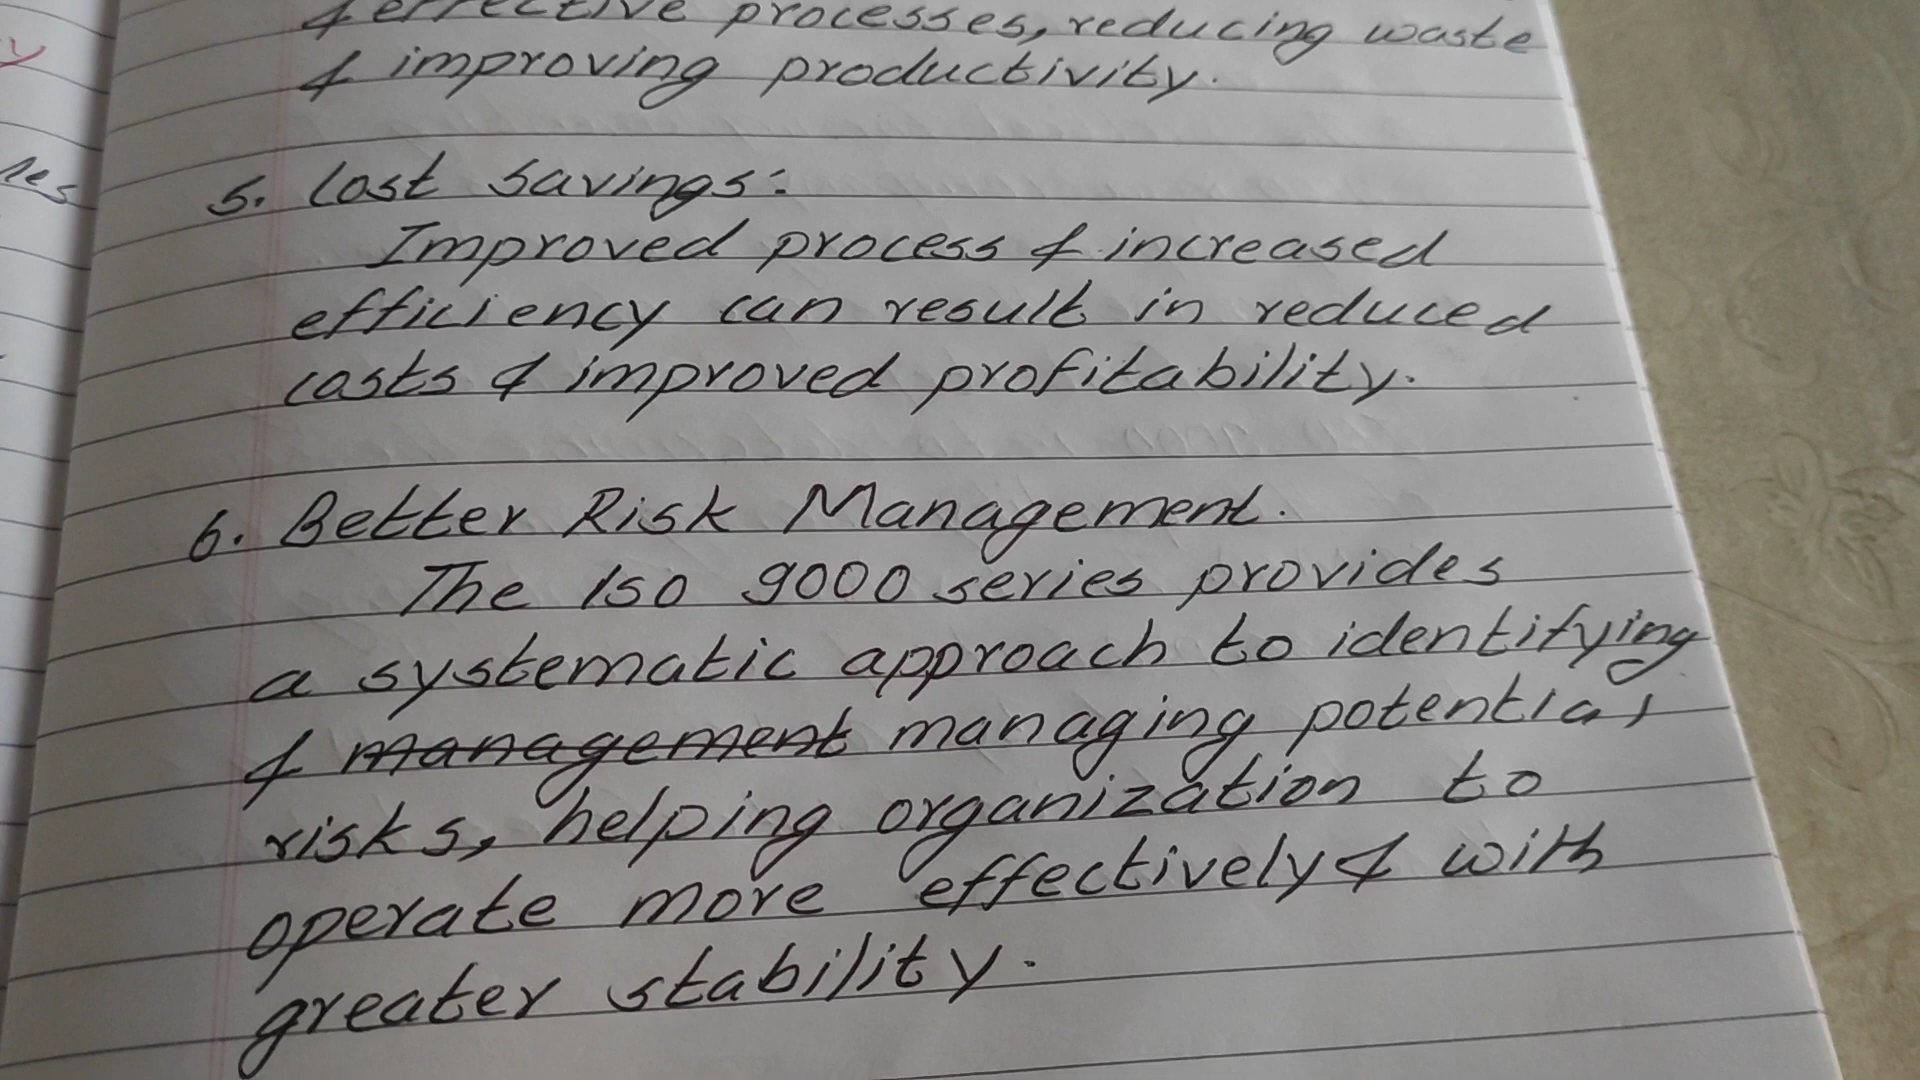 & effective processes, reducing waste
& improving productivity.
5. Cost Savings:
Improved process & increased
efficiency can result in reduced
costs & improved profitability.
6. Better Risk Management.
The ISO 9000 series provides
a systematic approach to identifying
& ~~management~~ managing potential
risks, helping organization to
operate more effectively & with
greater stability.